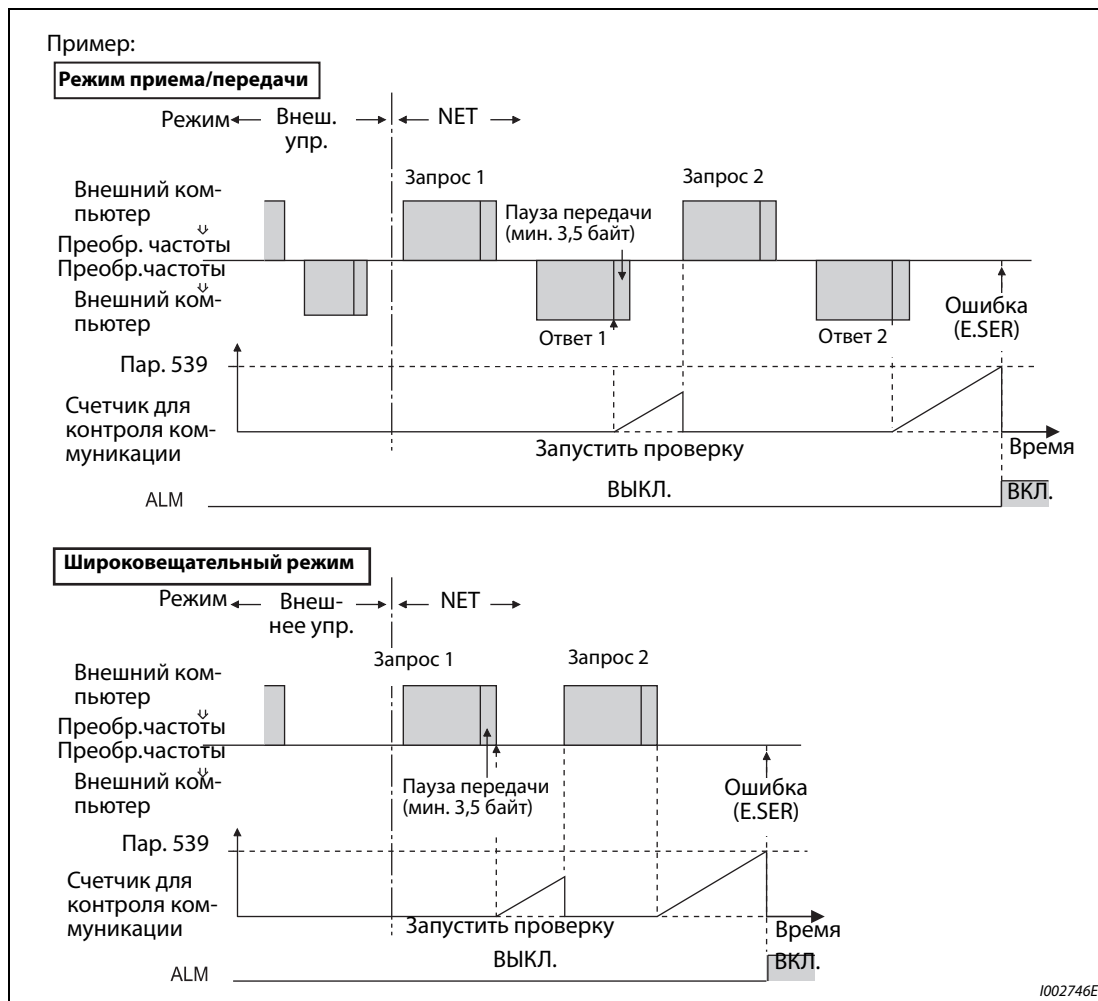 Пример:
Режим приема/передачи
Режим
Внеш.
упр.
NET
Запрос 1
Запрос 2
Внешний ком-
пьютер
Преобр. частоты
Преобр.частоты
Внешний ком-
пьютер
Пауза передачи
(мин. 3,5 байт)
Ответ 1
Ответ 2
Ошибка
(E.SER)
Пар. 539
Счетчик для
контроля ком-
муникации
Запустить проверку
Время
ALM
ВЫКЛ.
ВКЛ.
Широковещательный режим
Режим
Внеш-
нее упр.
NET
Запрос 1
Запрос 2
Внешний ком-
пьютер
Преобр.частоты
Преобр.частоты
Внешний ком-
пьютер
Пауза передачи
(мин. 3,5 байт)
Ошибка
(E.SER)
Пар. 539
Счетчик для
контроля ком-
муникации
Запустить проверку
Время
ALM
ВЫКЛ.
ВКЛ.
I002746E